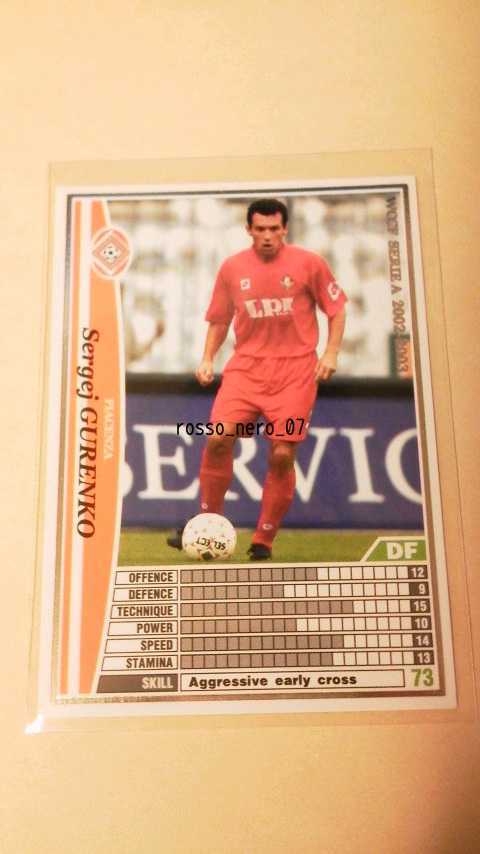 WCCF SERIE A 2002-2003
PIACENZA
Sergej GURENKO
LPR
rosso_nero_07
SERVIC
SELECT
DF
OFFENCE 12
DEFENCE 9
TECHNIQUE 15
POWER 10
SPEED 14
STAMINA 13
SKILL Aggressive early cross 73